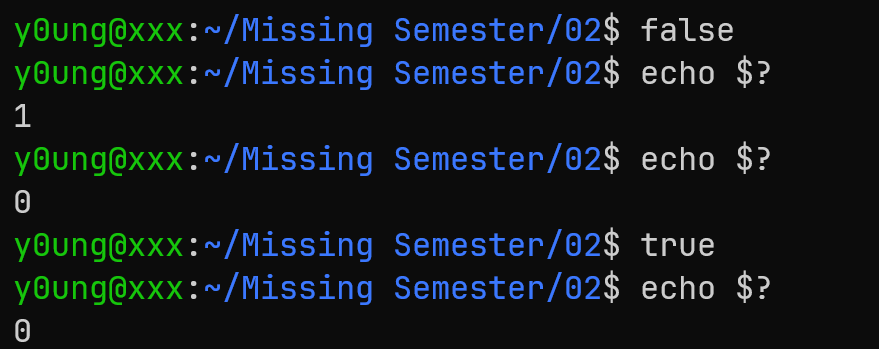 y0ung@xxx:~/Missing Semester/02$ false
y0ung@xxx:~/Missing Semester/02$ echo $?
1
y0ung@xxx:~/Missing Semester/02$ echo $?
0
y0ung@xxx:~/Missing Semester/02$ true
y0ung@xxx:~/Missing Semester/02$ echo $?
0